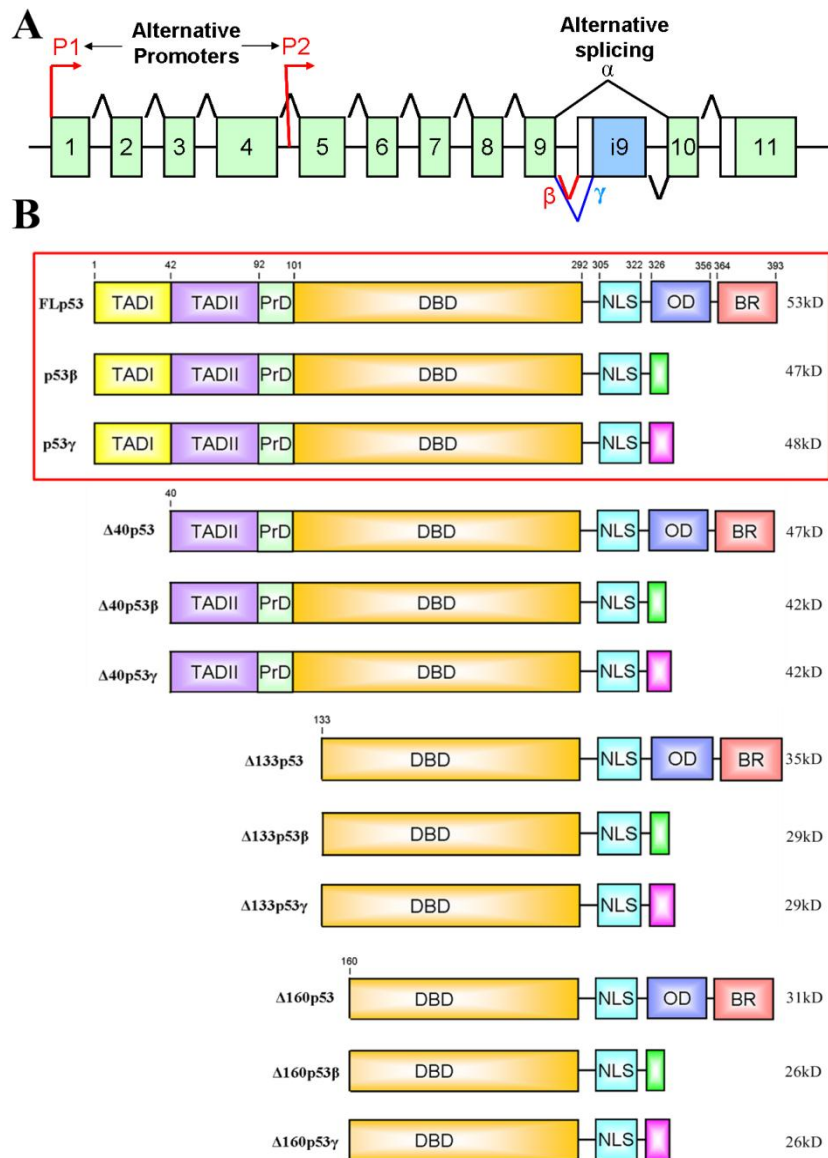 A
Alternative Promoters
Alternative splicing
P1
P2
α
1 2 3 4 5 6 7 8 9 i9 10 11
β γ
B
1 42 92 101 292 305 322 326 356 364 393
FLp53 TADI TADII PrD DBD NLS OD BR 53kD
p53β TADI TADII PrD DBD NLS 47kD
p53γ TADI TADII PrD DBD NLS 48kD
40
Δ40p53 TADII PrD DBD NLS OD BR 47kD
Δ40p53β TADII PrD DBD NLS 42kD
Δ40p53γ TADII PrD DBD NLS 42kD
133
Δ133p53 DBD NLS OD BR 35kD
Δ133p53β DBD NLS 29kD
Δ133p53γ DBD NLS 29kD
160
Δ160p53 DBD NLS OD BR 31kD
Δ160p53β DBD NLS 26kD
Δ160p53γ DBD NLS 26kD